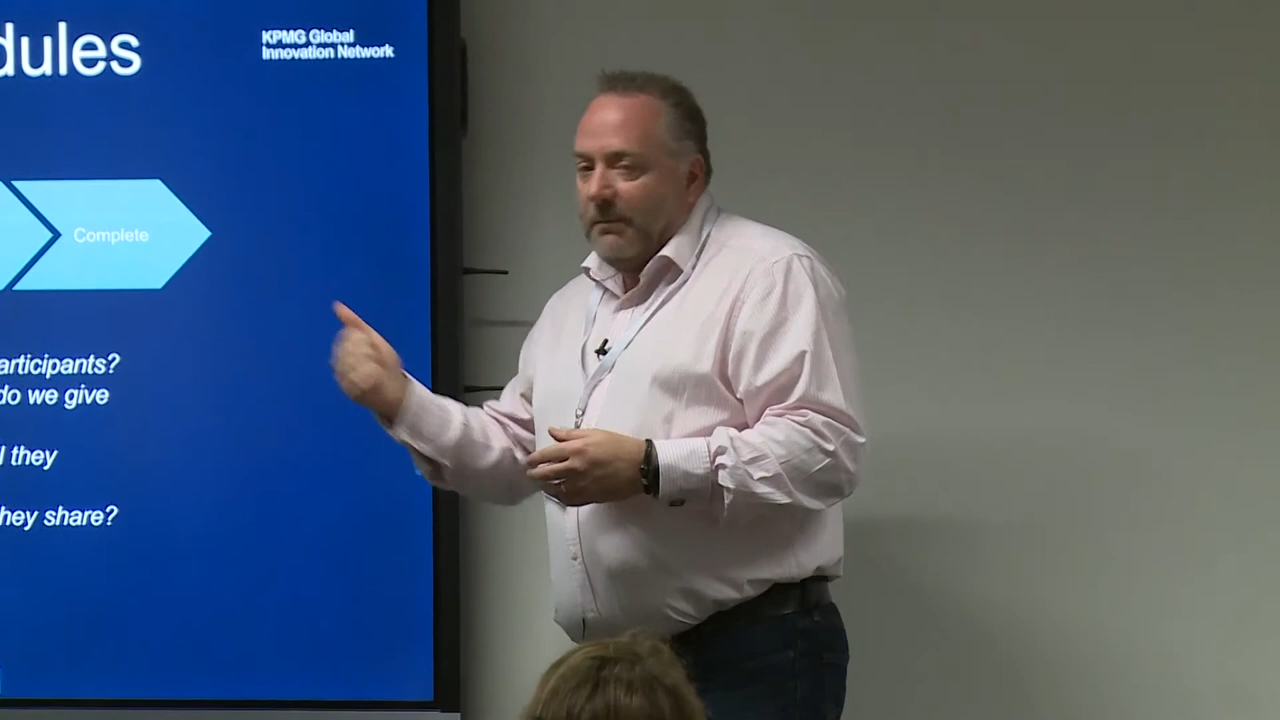 dules
KPMG Global
Innovation Network
Complete
articipants?
do we give
l they
hey share?